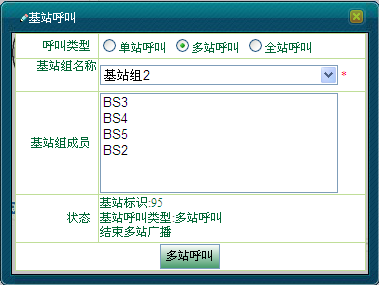 基站呼叫
呼叫类型 单站呼叫 多站呼叫 全站呼叫
基站组名称 基站组2 *
基站组成员
BS3
BS4
BS5
BS2
状态
基站标识:95
基站呼叫类型:多站呼叫
结束多站广播
多站呼叫